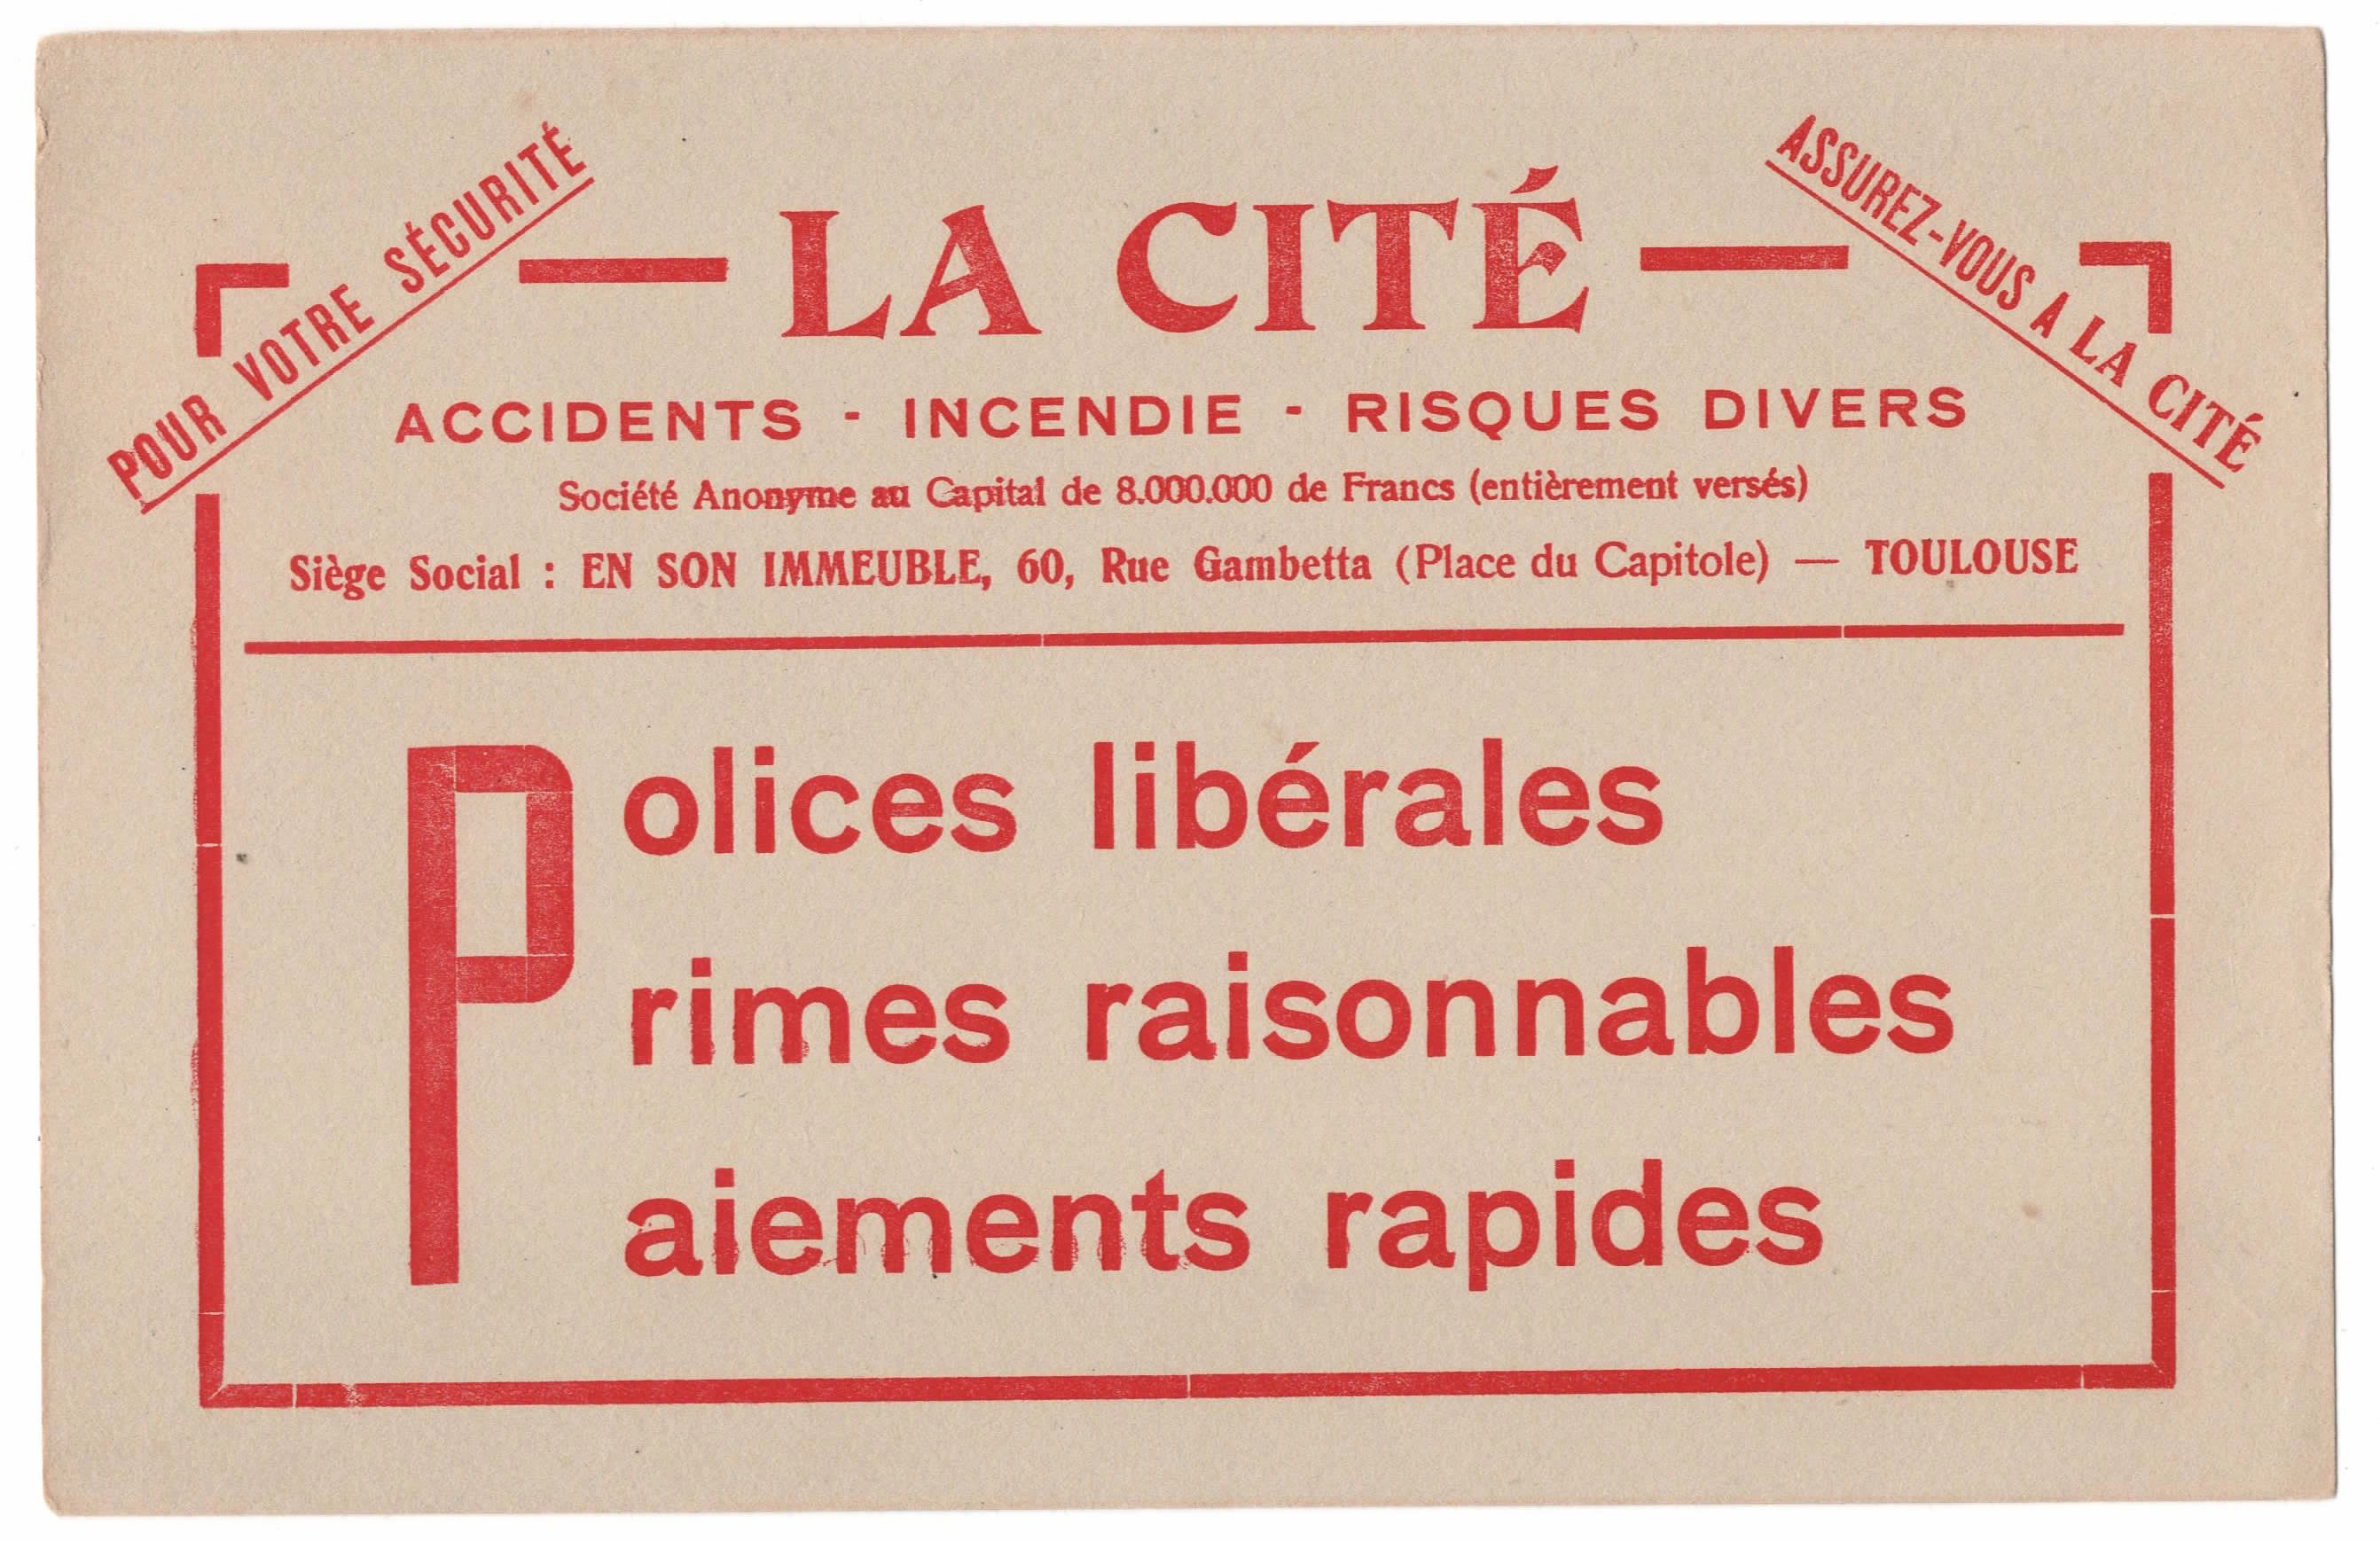 POUR VOTRE SÉCURITÉ
ASSUREZ-VOUS A LA CITÉ
— LA CITÉ —
ACCIDENTS - INCENDIE - RISQUES DIVERS
Société Anonyme au Capital de 8.000.000 de Francs (entièrement versés)
Siège Social : EN SON IMMEUBLE, 60, Rue Gambetta (Place du Capitole) — TOULOUSE
Polices libérales
Primes raisonnables
Paiements rapides